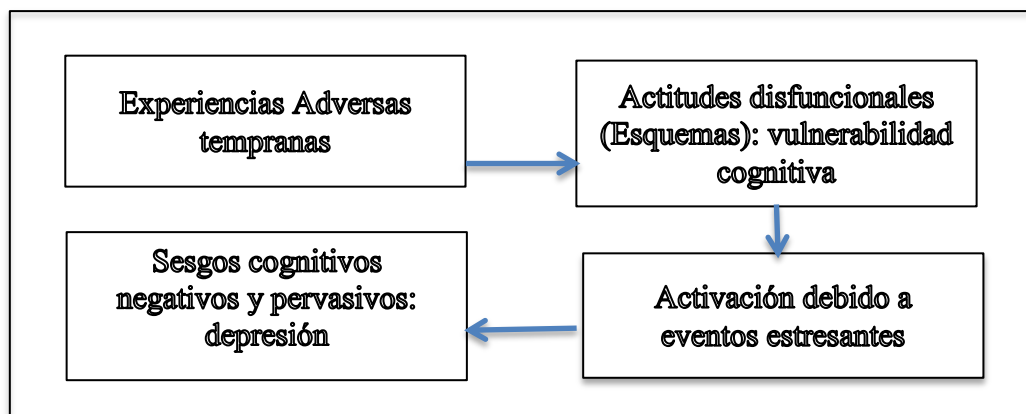 Experiencias Adversas
tempranas
Actitudes disfuncionales
(Esquemas): vulnerabilidad
cognitiva
Activación debido a
eventos estresantes
Sesgos cognitivos
negativos y pervasivos:
depresión